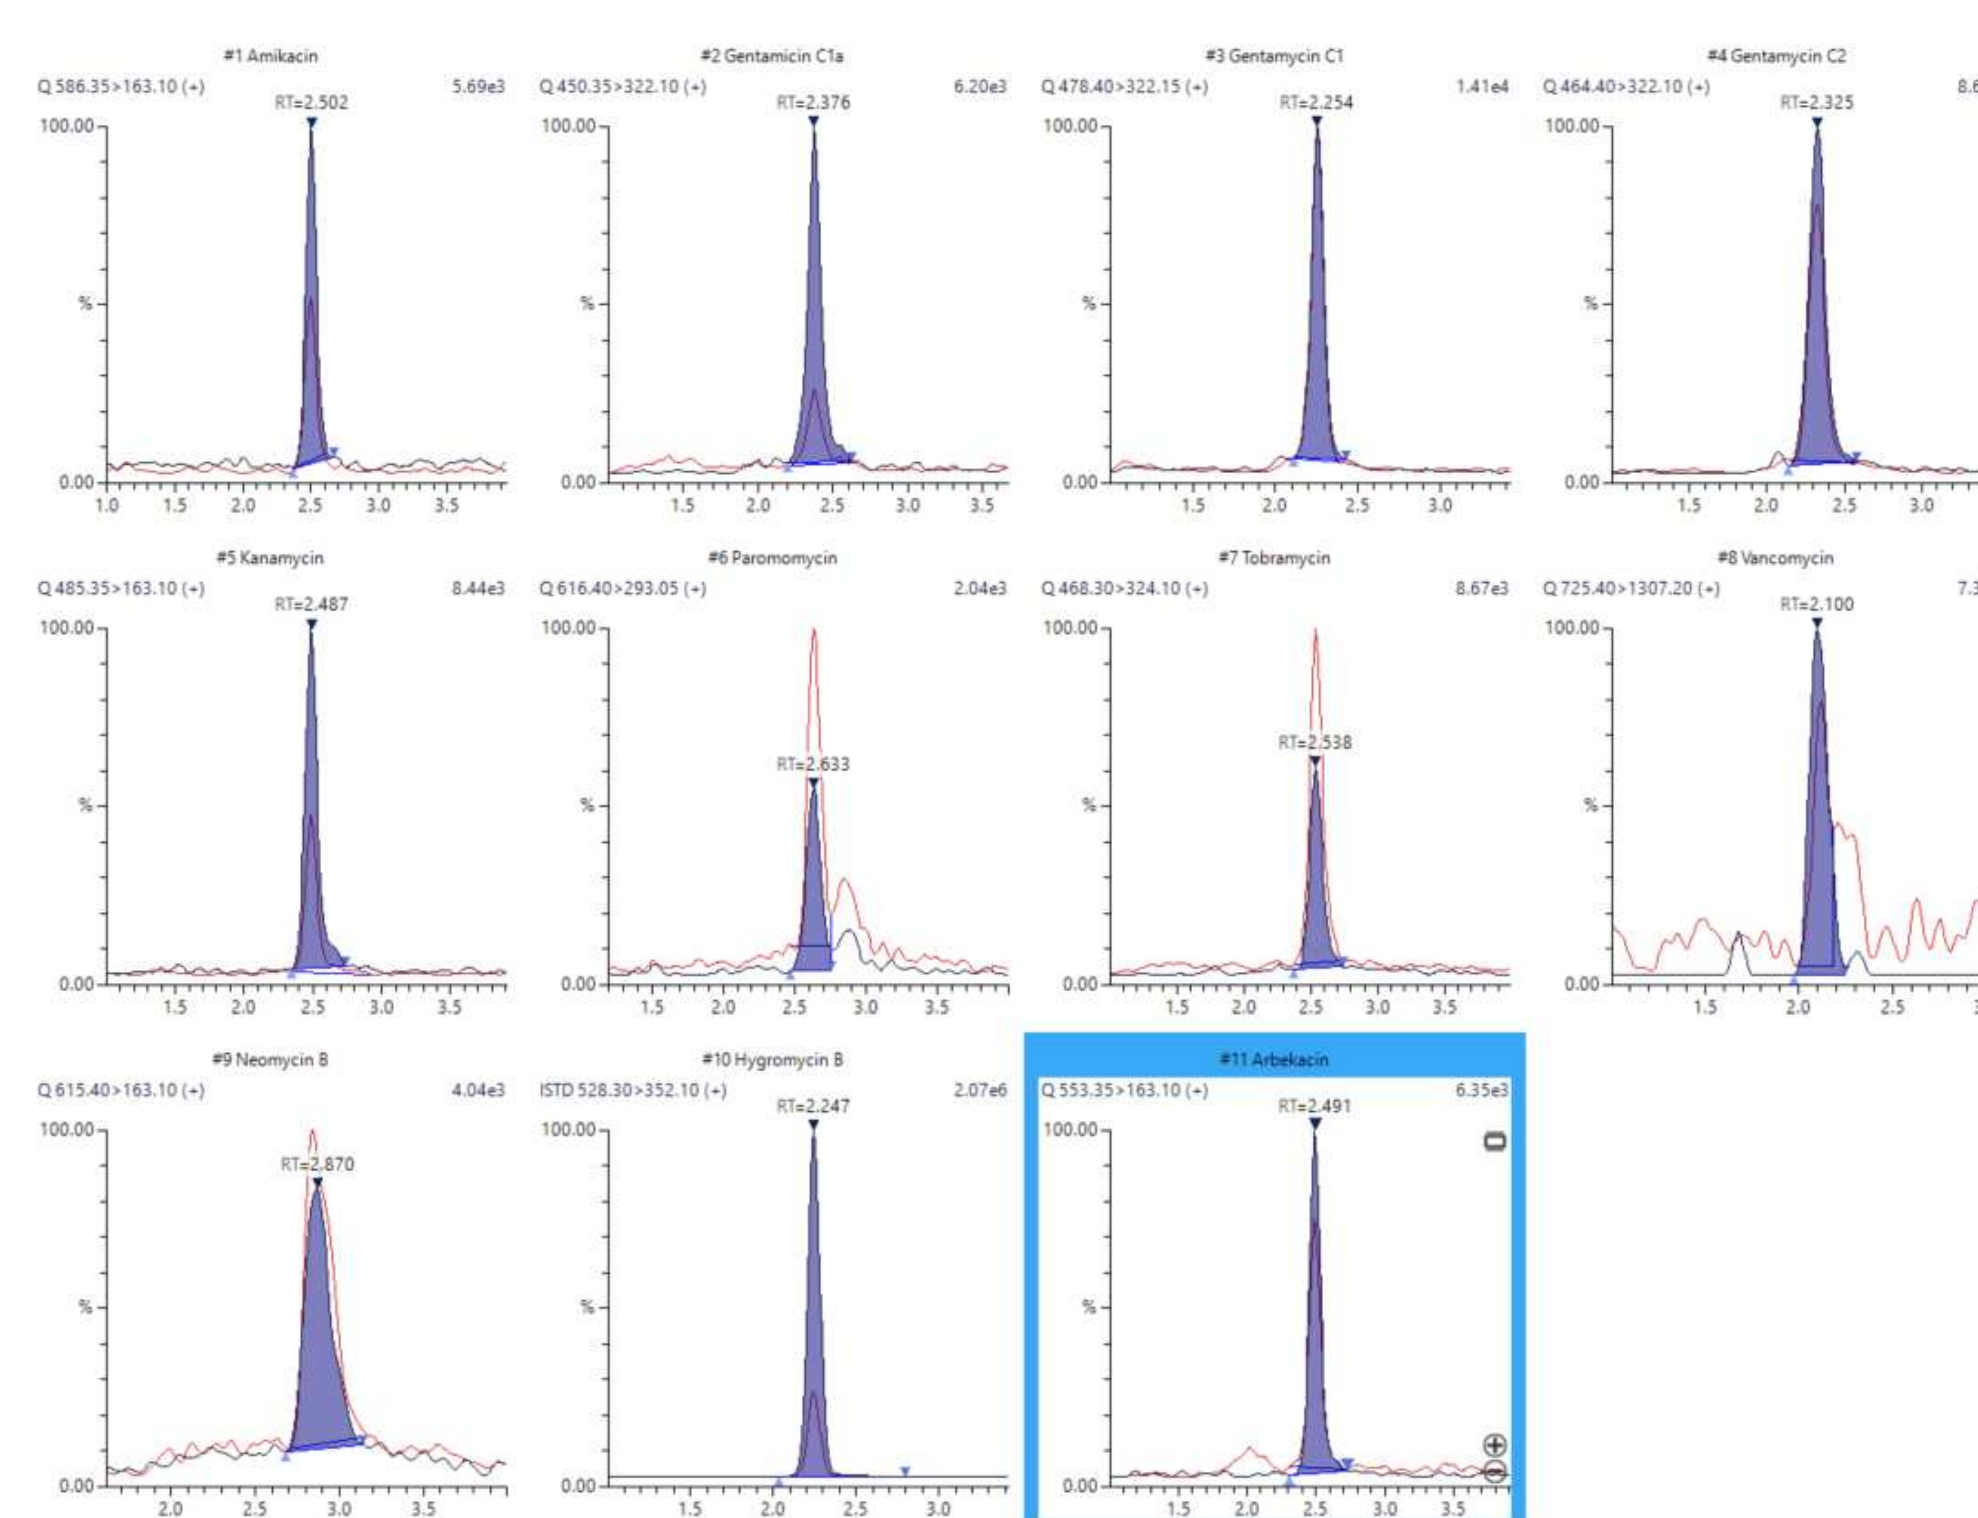 #1 Amikacin
Q 586.35>163.10 (+) 5.69e3
RT=2.502
100.00
%
0.00
1.0 1.5 2.0 2.5 3.0 3.5
#2 Gentamicin C1a
Q 450.35>322.10 (+) 6.20e3
RT=2.376
100.00
%
0.00
1.5 2.0 2.5 3.0 3.5
#3 Gentamycin C1
Q 478.40>322.15 (+) 1.41e4
RT=2.254
100.00
%
0.00
1.5 2.0 2.5 3.0
#4 Gentamycin C2
Q 464.40>322.10 (+) 8.6
RT=2.325
100.00
%
0.00
1.5 2.0 2.5 3.0
#5 Kanamycin
Q 485.35>163.10 (+) 8.44e3
RT=2.487
100.00
%
0.00
1.5 2.0 2.5 3.0 3.5
#6 Paromomycin
Q 616.40>293.05 (+) 2.04e3
RT=2.633
100.00
%
0.00
1.5 2.0 2.5 3.0 3.5
#7 Tobramycin
Q 468.30>324.10 (+) 8.67e3
RT=2.538
100.00
%
0.00
1.5 2.0 2.5 3.0 3.5
#8 Vancomycin
Q 725.40>1307.20 (+) 7.3
RT=2.100
100.00
%
0.00
1.5 2.0 2.5
#9 Neomycin B
Q 615.40>163.10 (+) 4.04e3
RT=2.870
100.00
%
0.00
2.0 2.5 3.0 3.5
#10 Hygromycin B
ISTD 528.30>352.10 (+) 2.07e6
RT=2.247
100.00
%
0.00
1.5 2.0 2.5 3.0
#11 Arbekacin
Q 553.35>163.10 (+) 6.35e3
RT=2.491
100.00
%
0.00
1.5 2.0 2.5 3.0 3.5